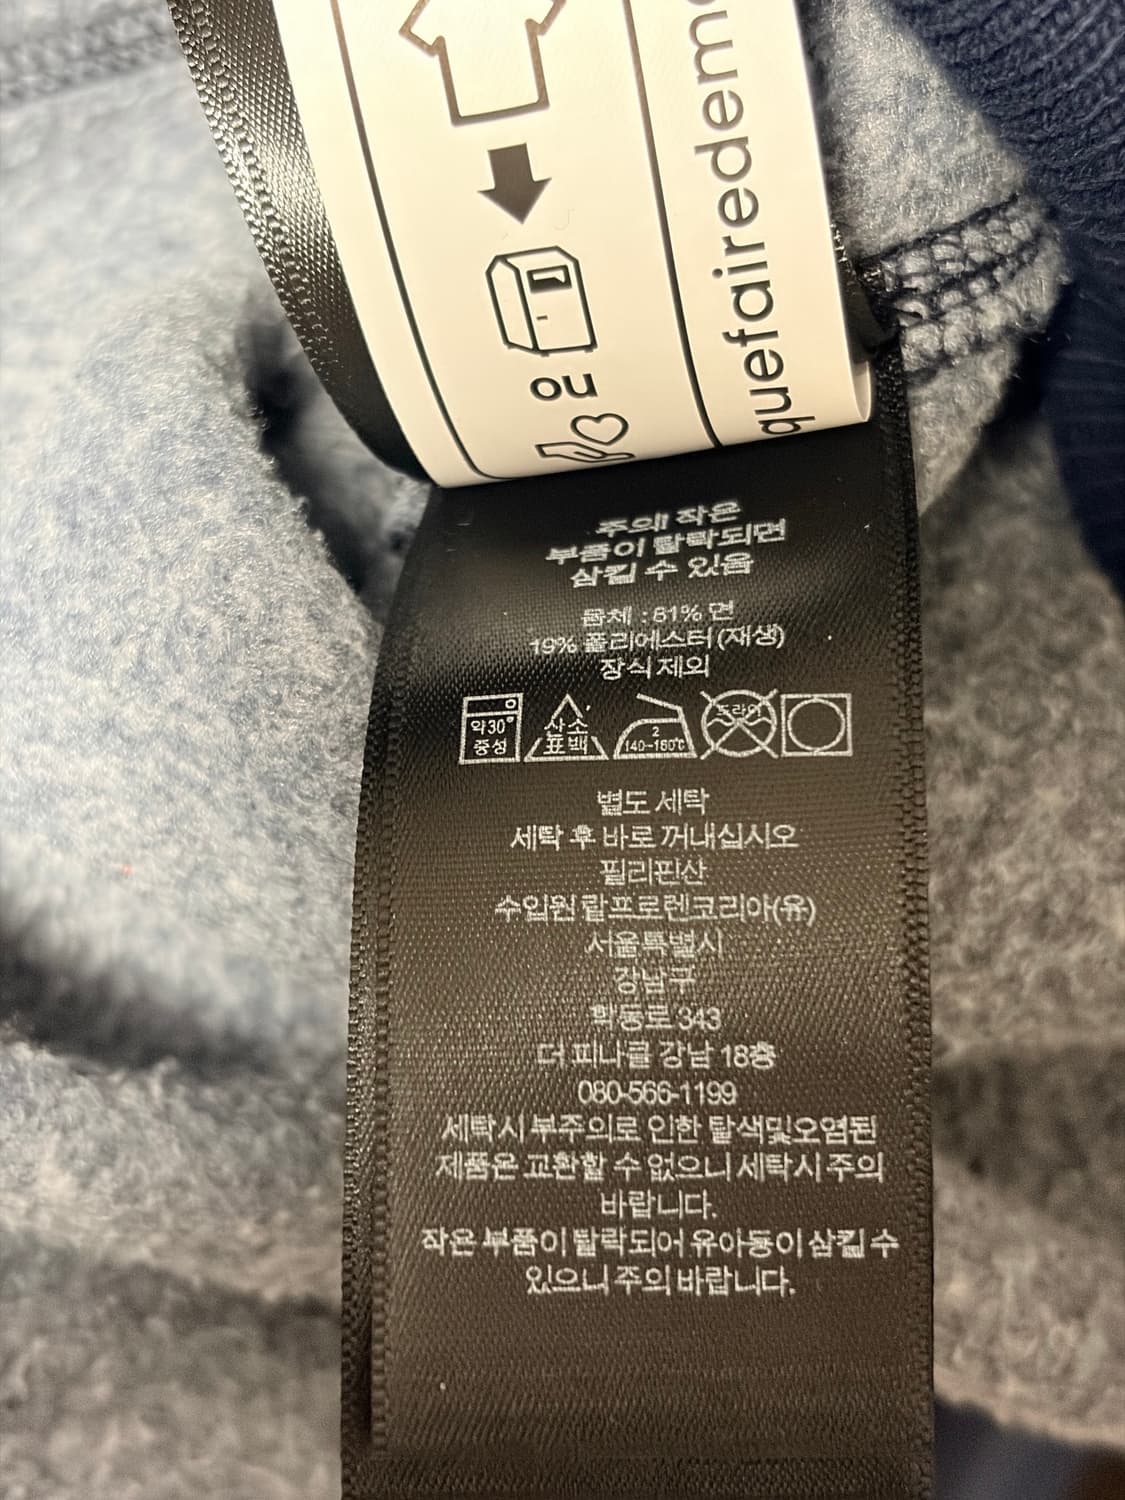 quefairedem
ou
주의! 작은
부품이 탈락되면
삼킬 수 있음
몸체 : 81% 면
19% 폴리에스터(재생)
장식 제외
약30° 중성
산소 표백
2 140~160℃
드라이
별도 세탁
세탁 후 바로 꺼내십시오
필리핀산
수입원 랄프로렌코리아(유)
서울특별시
강남구
학동로 343
더 피나클 강남 18층
080-566-1199
세탁시 부주의로 인한 탈색및오염된
제품은 교환할 수 없으니 세탁시 주의
바랍니다.
작은 부품이 탈락되어 유아동이 삼킬 수
있으니 주의 바랍니다.